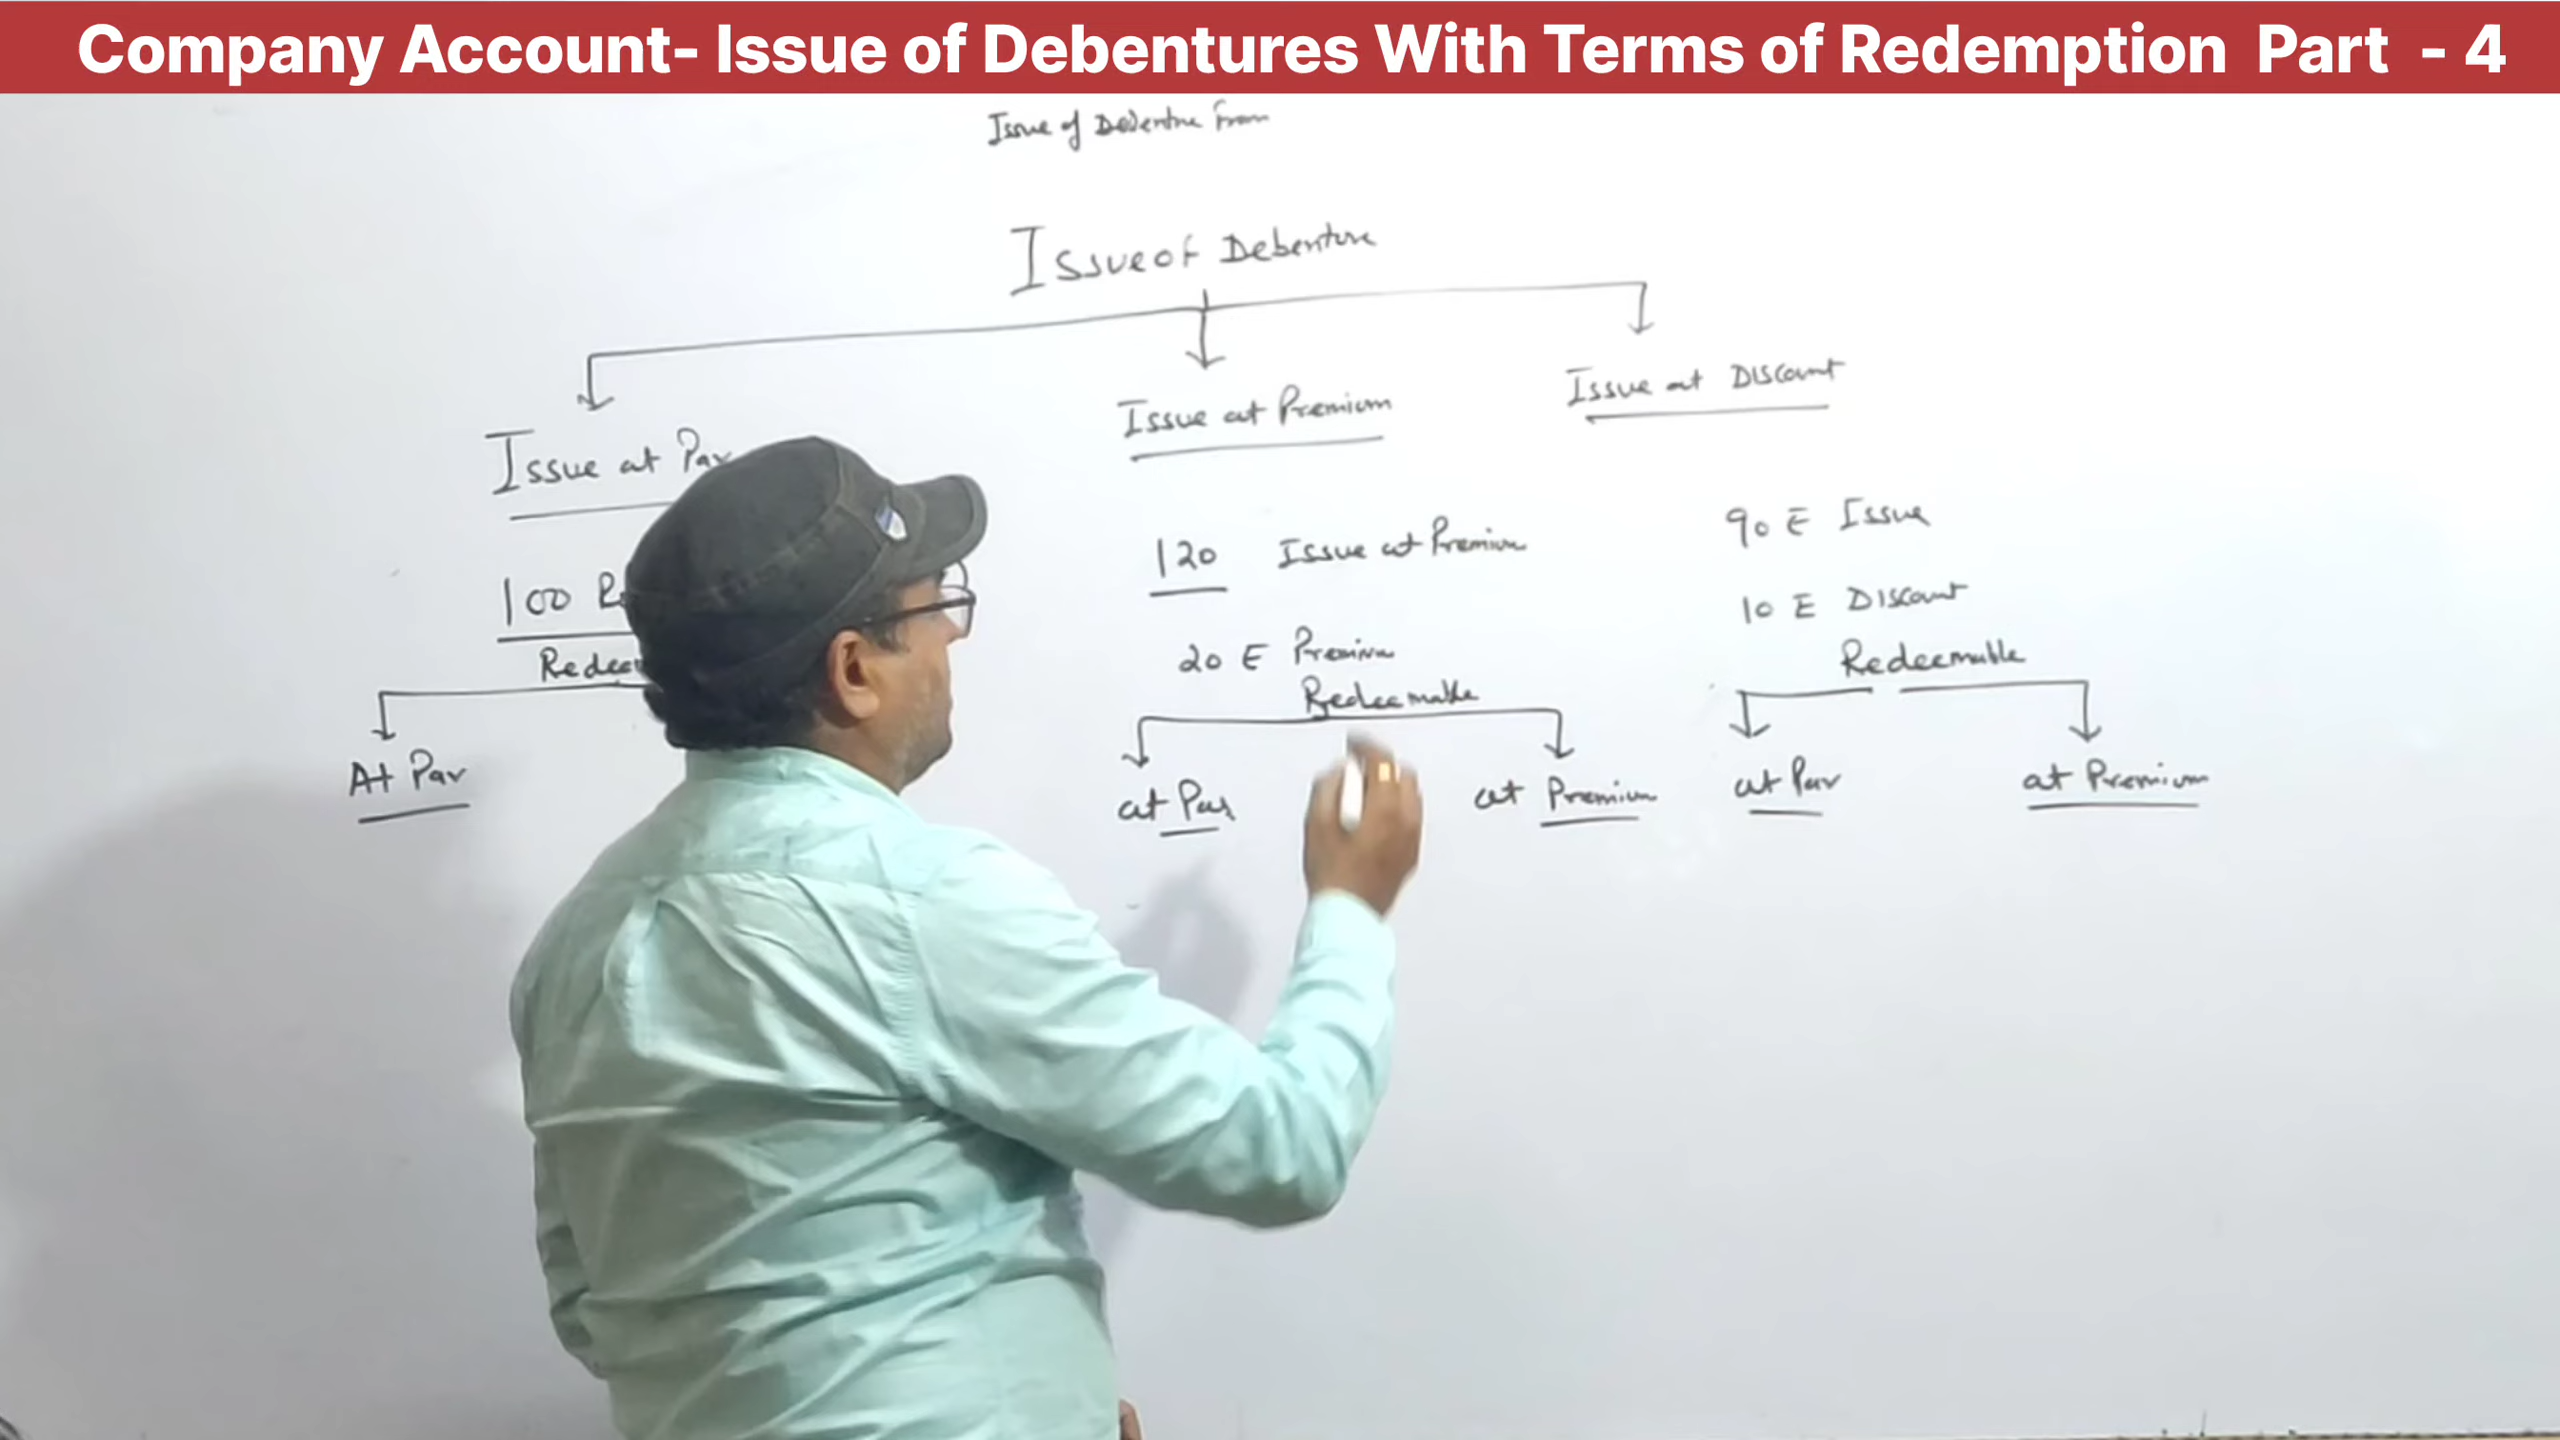 Company Account- Issue of Debentures With Terms of Redemption Part - 4
Issue of Debentre From
Issue of Debenture
Issue at Par
100
At Par
Issue at Premium
120 Issue at Premium
20 E Premium
Redeemable
at Par
at Premium
Issue at Discount
90 E Issue
10 E Discount
Redeemable
at Par
at Premium